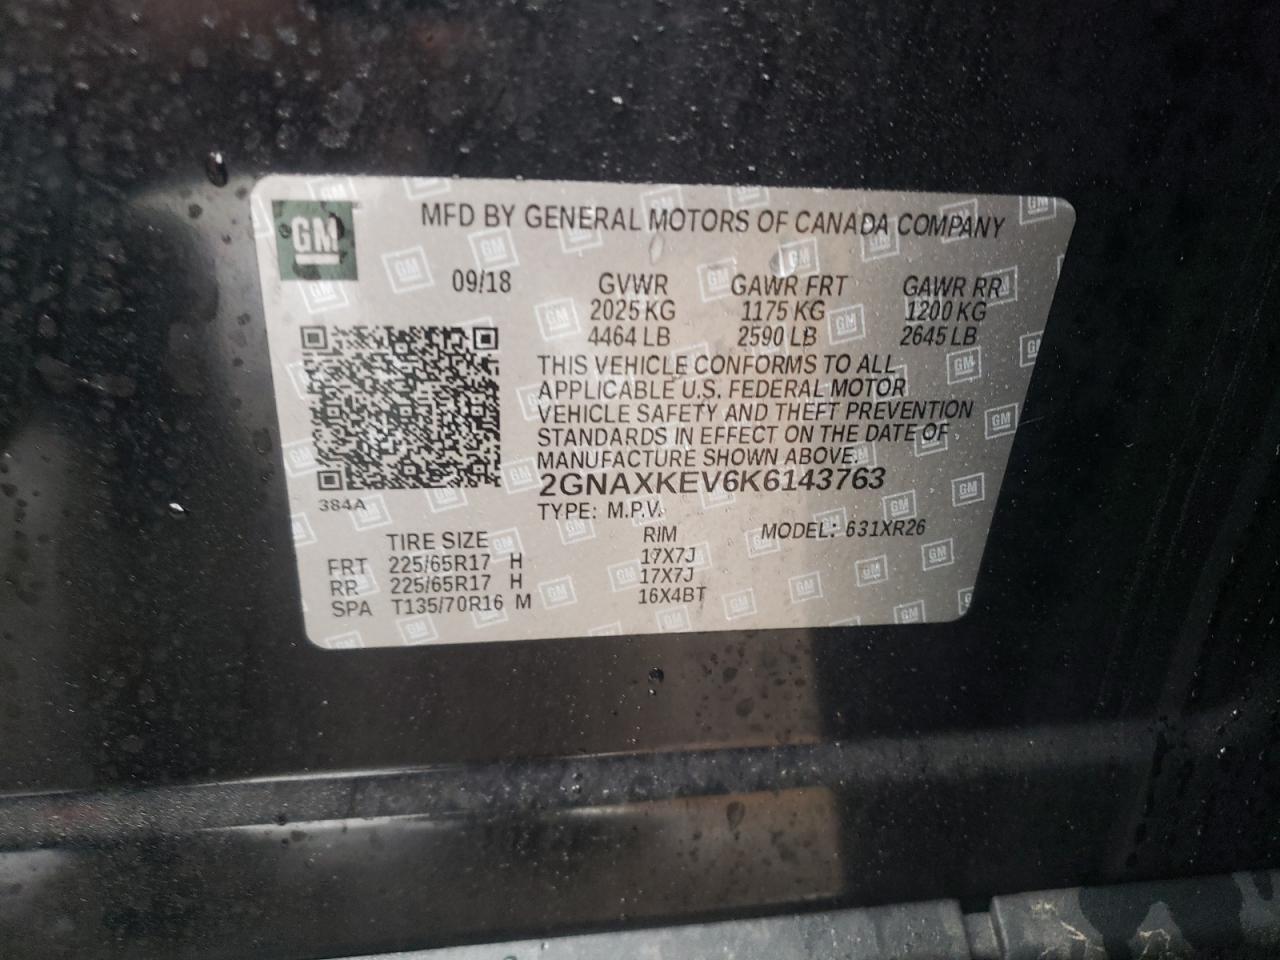 GM
MFD BY GENERAL MOTORS OF CANADA COMPANY
09/18 GVWR GAWR FRT GAWR RR
2025 KG 1175 KG 1200 KG
4464 LB 2590 LB 2645 LB
THIS VEHICLE CONFORMS TO ALL
APPLICABLE U.S. FEDERAL MOTOR
VEHICLE SAFETY AND THEFT PREVENTION
STANDARDS IN EFFECT ON THE DATE OF
MANUFACTURE SHOWN ABOVE.
2GNAXKEV6K6143763
384A
TYPE: M.P.V. MODEL: 631XR26
TIRE SIZE RIM
FRT 225/65R17 H 17X7J
RR 225/65R17 H 17X7J
SPA T135/70R16 M 16X4BT